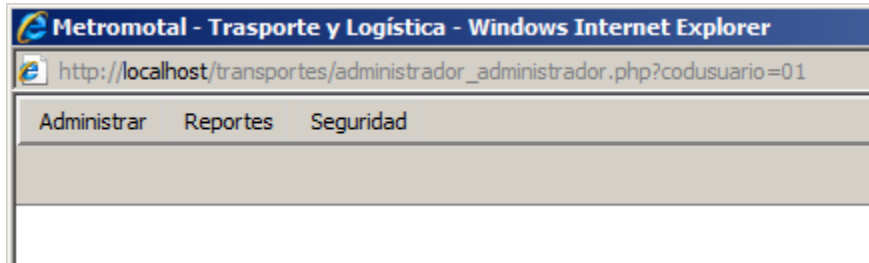 Metromotal - Trasporte y Logística - Windows Internet Explorer
http://localhost/transportes/administrador_administrador.php?codusuario=01
Administrar Reportes Seguridad